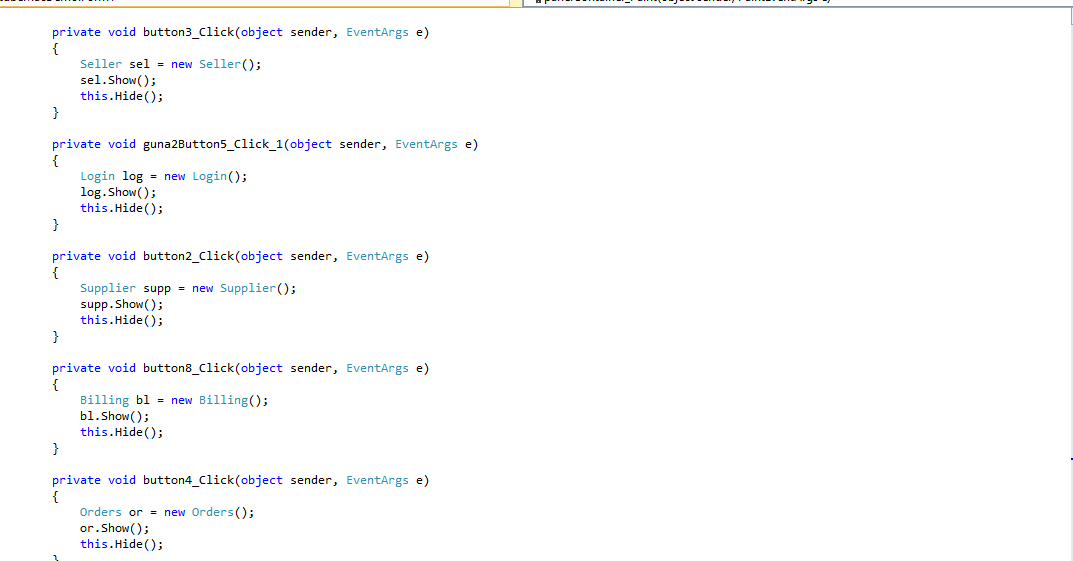 private void button3_Click(object sender, EventArgs e)
{
Seller sel = new Seller();
sel.Show();
this.Hide();
}
private void guna2Button5_Click_1(object sender, EventArgs e)
{
Login log = new Login();
log.Show();
this.Hide();
}
private void button2_Click(object sender, EventArgs e)
{
Supplier supp = new Supplier();
supp.Show();
this.Hide();
}
private void button8_Click(object sender, EventArgs e)
{
Billing bl = new Billing();
bl.Show();
this.Hide();
}
private void button4_Click(object sender, EventArgs e)
{
Orders or = new Orders();
or.Show();
this.Hide();
}